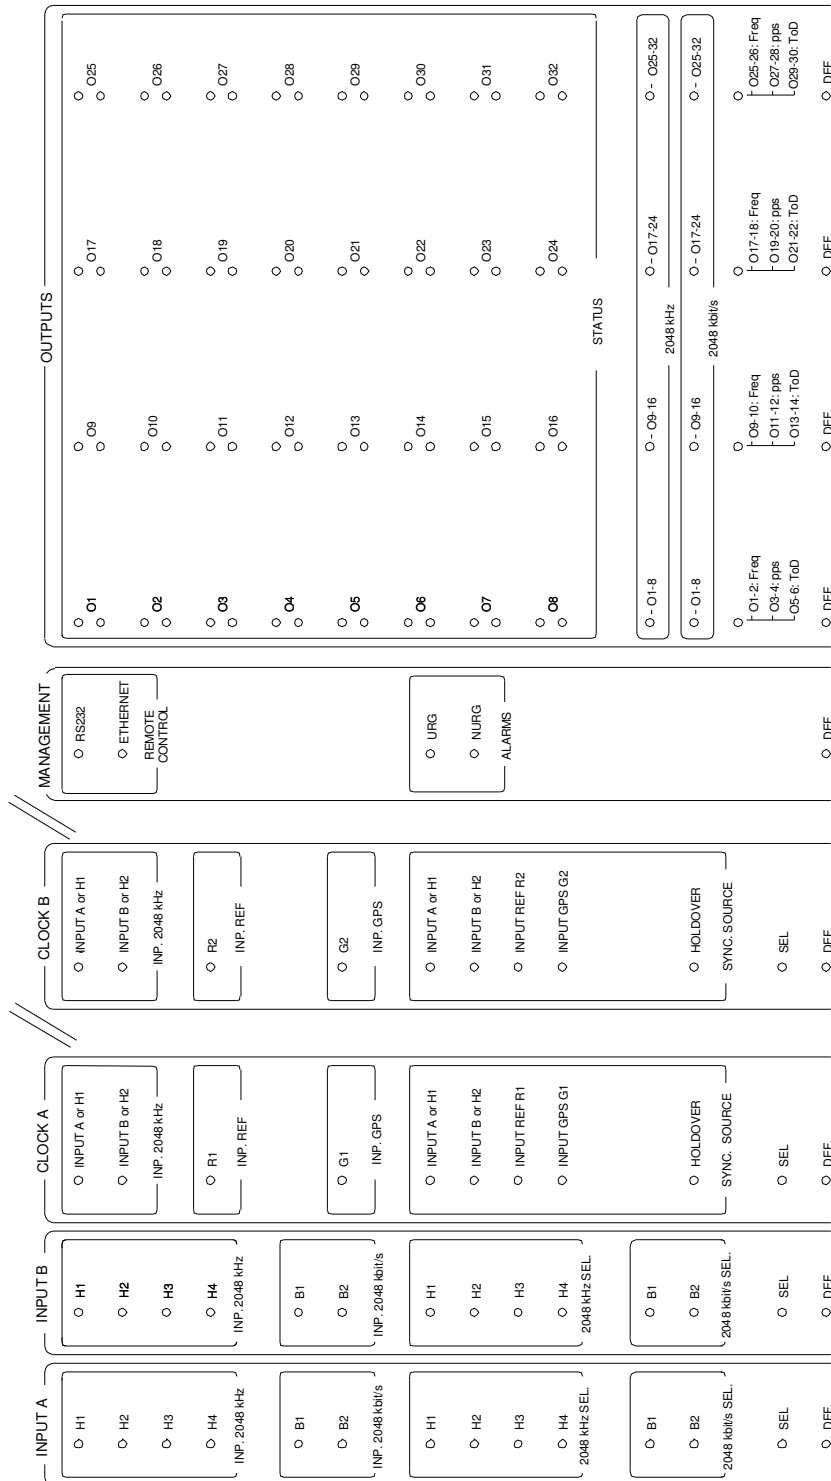 INPUT A
H1
H2
H3
H4
INP. 2048 kHz
B1
B2
INP. 2048 kbit/s
H1
H2
H3
H4
2048 kHz SEL.
B1
B2
2048 kbit/s SEL.
SEL
INPUT B
H1
H2
H3
H4
INP. 2048 kHz
B1
B2
INP. 2048 kbit/s
H1
H2
H3
H4
2048 kHz SEL.
B1
B2
2048 kbit/s SEL.
SEL
CLOCK A
INPUT A or H1
INPUT B or H2
INP. 2048 kHz
R1
INP. REF
G1
INP. GPS
INPUT A or H1
INPUT B or H2
INPUT REF R1
INPUT GPS G1
HOLDOVER
SYNC. SOURCE
SEL
CLOCK B
INPUT A or H1
INPUT B or H2
INP. 2048 kHz
R2
INP. REF
G2
INP. GPS
INPUT A or H1
INPUT B or H2
INPUT REF R2
INPUT GPS G2
HOLDOVER
SYNC. SOURCE
SEL
MANAGEMENT
RS232
ETHERNET
REMOTE
CONTROL
URG
NURG
ALARMS
OUTPUTS
O1 O9 O17 O25
O2 O10 O18 O26
O3 O11 O19 O27
O4 O12 O20 O28
O5 O13 O21 O29
O6 O14 O22 O30
O7 O15 O23 O31
O8 O16 O24 O32
STATUS
- O1-8 - O9-16 - O17-24 - O25-32
2048 kHz
- O1-8 - O9-16 - O17-24 - O25-32
2048 kbit/s
O1-2: Freq O9-10: Freq O17-18: Freq O25-26: Freq
O3-4: pps O11-12: pps O19-20: pps O27-28: pps
O5-6: ToD O13-14: ToD O21-22: ToD O29-30: ToD